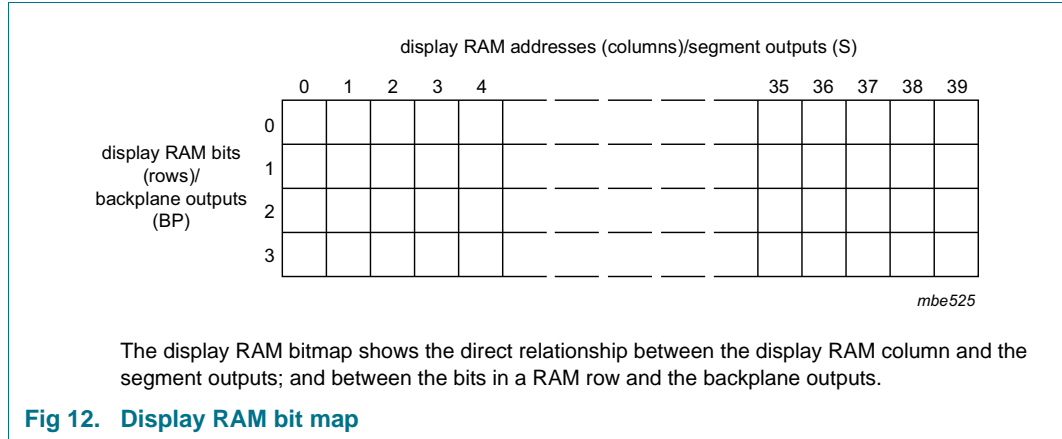 display RAM addresses (columns)/segment outputs (S)
0 1 2 3 4 35 36 37 38 39
0
display RAM bits
1
(rows)/
backplane outputs
2
(BP)
3
mbe525
The display RAM bitmap shows the direct relationship between the display RAM column and the
segment outputs; and between the bits in a RAM row and the backplane outputs.
Fig 12. Display RAM bit map